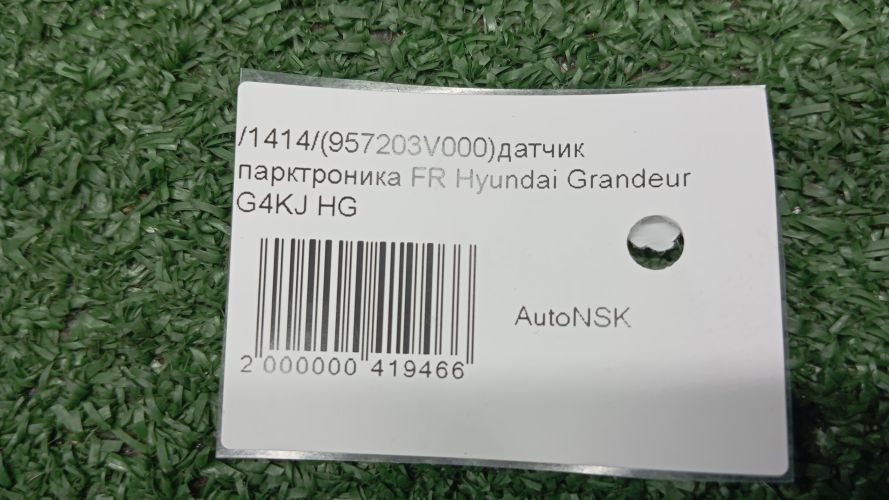 /1414/(957203V000)датчик
парктроника FR Hyundai Grandeur
G4KJ HG
AutoNSK
2 000000 419466